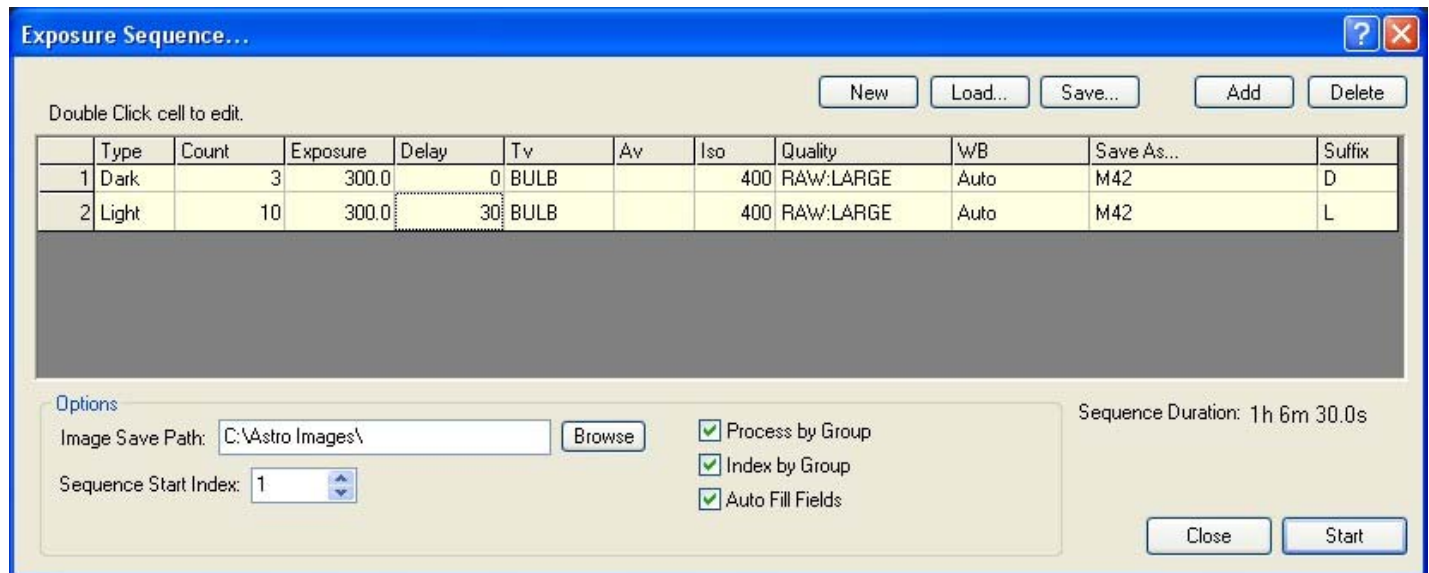 Exposure Sequence...
New Load... Save... Add Delete
Double Click cell to edit.
Type Count Exposure Delay Tv Av Iso Quality WB Save As... Suffix
1 Dark 3 300.0 0 BULB 400 RAW:LARGE Auto M42 D
2 Light 10 300.0 30 BULB 400 RAW:LARGE Auto M42 L
Options
Image Save Path: C:\Astro Images\ Browse
Sequence Start Index: 1
Process by Group
Index by Group
Auto Fill Fields
Sequence Duration: 1h 6m 30.0s
Close Start